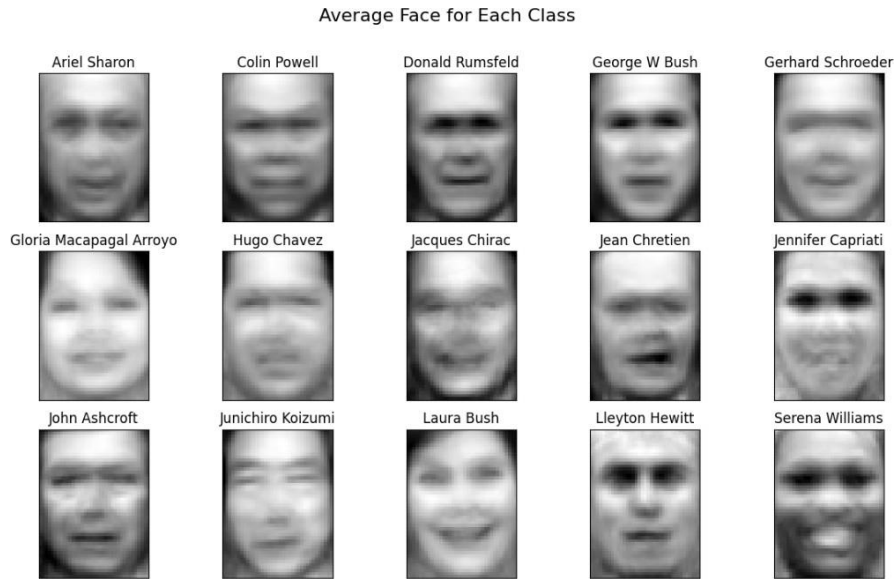 Average Face for Each Class
Ariel Sharon
Colin Powell
Donald Rumsfeld
George W Bush
Gerhard Schroeder
Gloria Macapagal Arroyo
Hugo Chavez
Jacques Chirac
Jean Chretien
Jennifer Capriati
John Ashcroft
Junichiro Koizumi
Laura Bush
Lleyton Hewitt
Serena Williams